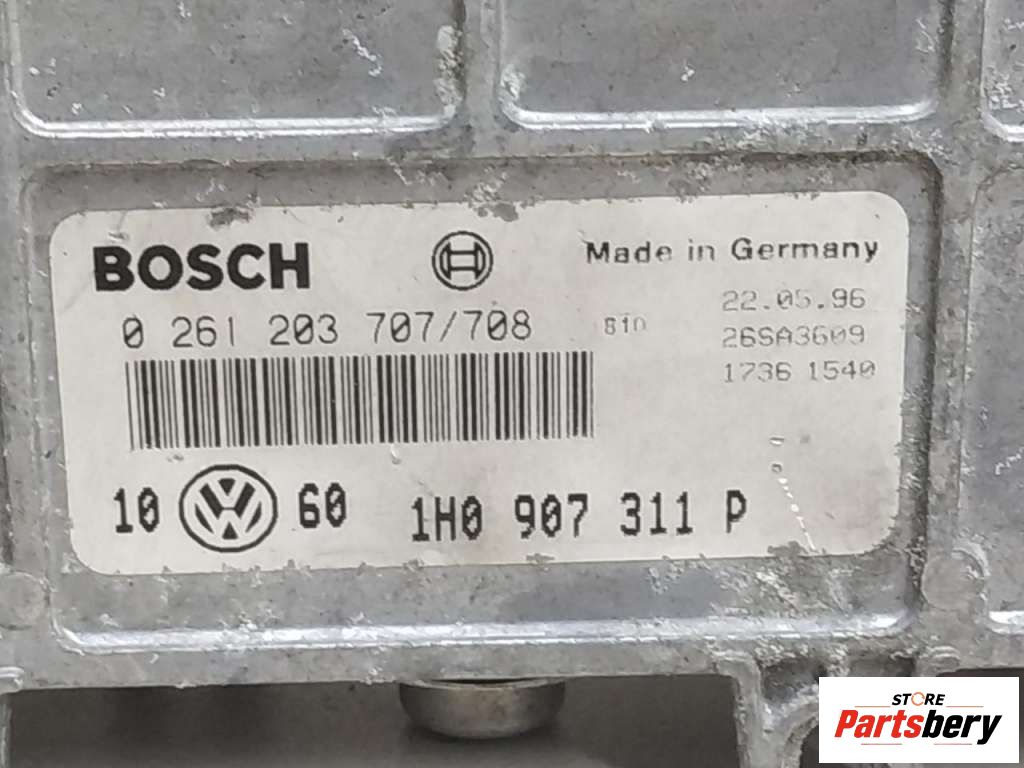 BOSCH
Made in Germany
0 261 203 707/708
810
22.05.96
26SA3609
1736 1540
10 60 1H0 907 311 P
STORE
Partsbery